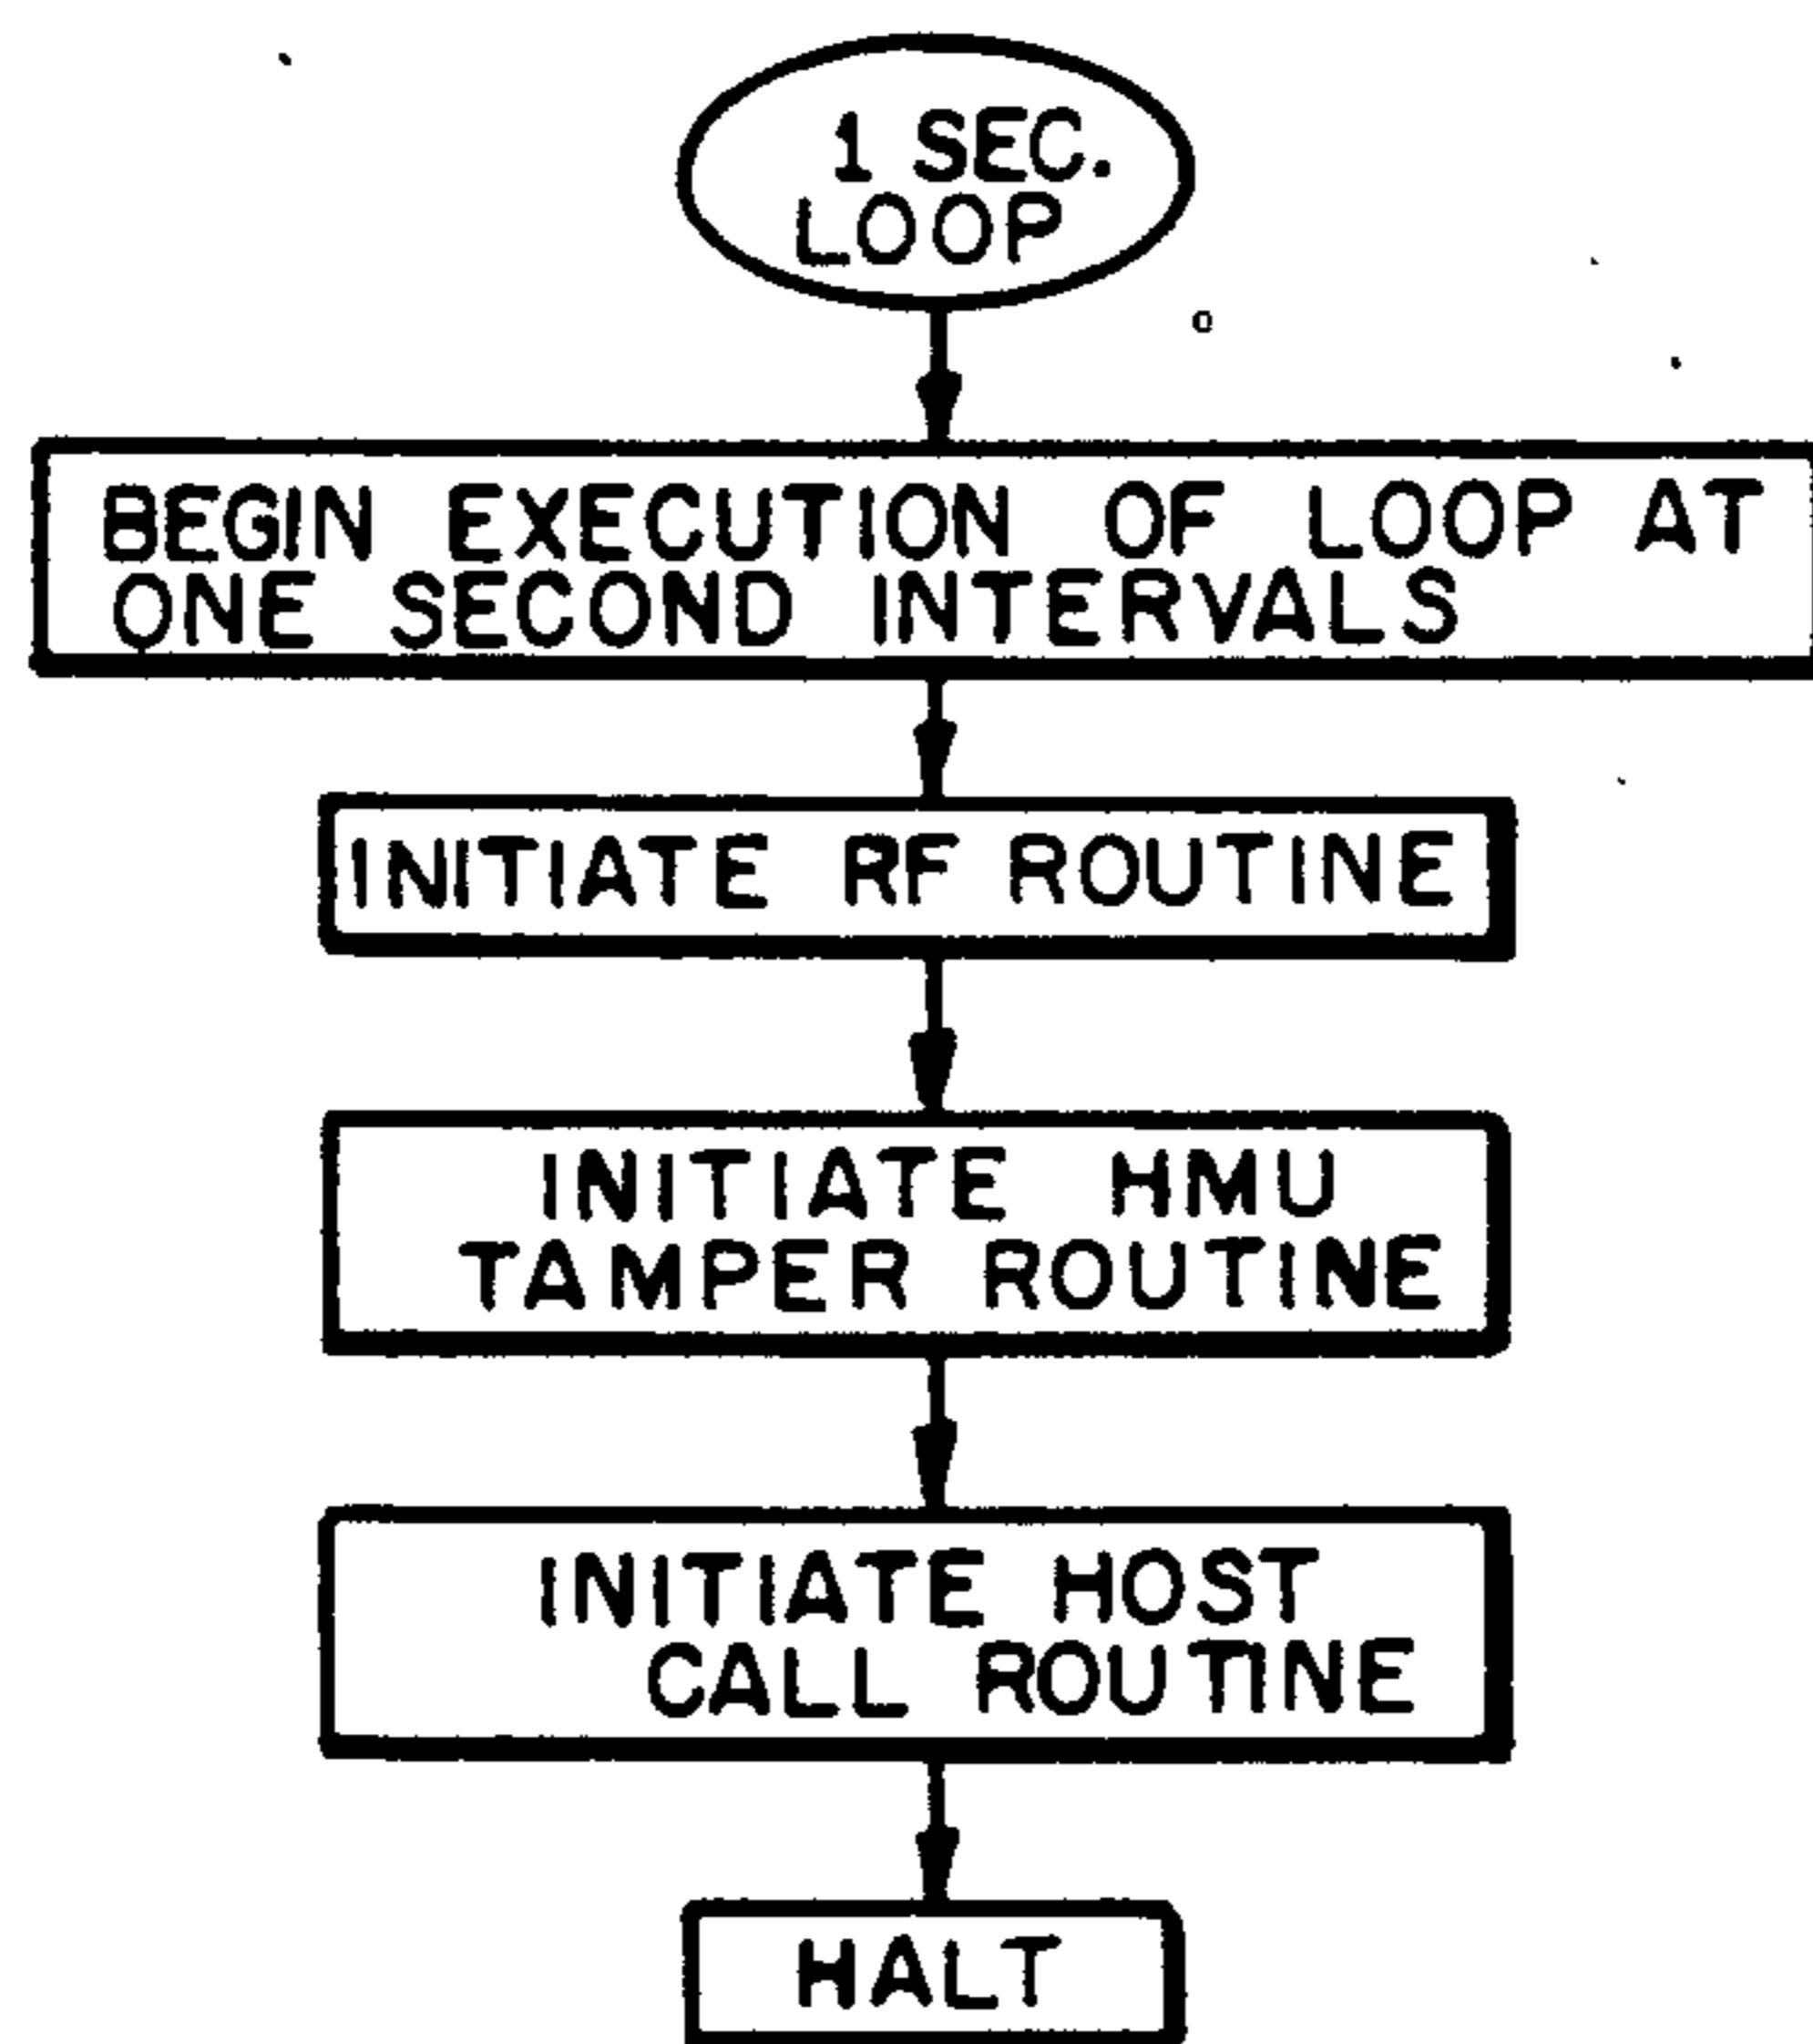 1 SEC.
LOOP
BEGIN EXECUTION OF LOOP AT
ONE SECOND INTERVALS
INITIATE RF ROUTINE
INITIATE HMU
TAMPER ROUTINE
INITIATE HOST
CALL ROUTINE
HALT